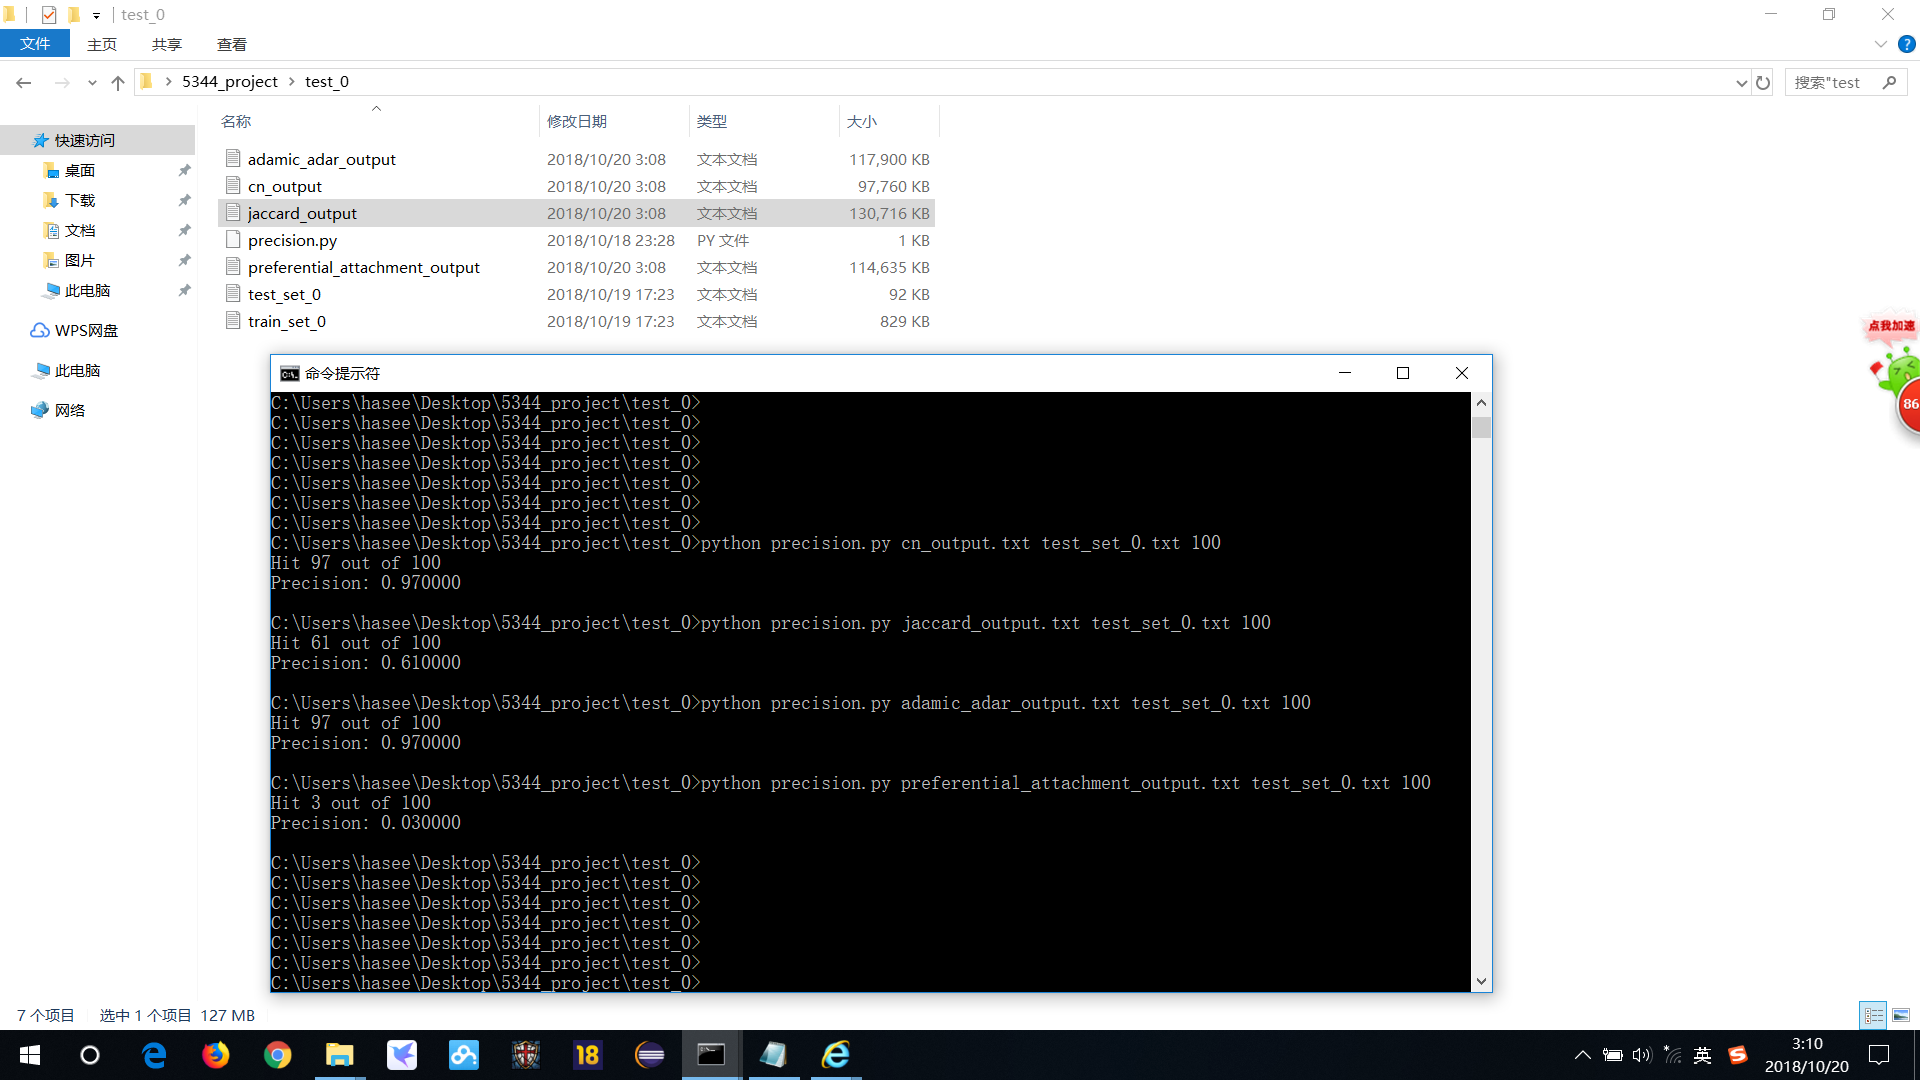 test_0
文件 主页 共享 查看
5344_project test_0 搜索"test
名称 修改日期 类型 大小
快速访问
桌面
下载
文档
图片
此电脑
WPS网盘
此电脑
网络
adamic_adar_output 2018/10/20 3:08 文本文档 117,900 KB
cn_output 2018/10/20 3:08 文本文档 97,760 KB
jaccard_output 2018/10/20 3:08 文本文档 130,716 KB
precision.py 2018/10/18 23:28 PY 文件 1 KB
preferential_attachment_output 2018/10/20 3:08 文本文档 114,635 KB
test_set_0 2018/10/19 17:23 文本文档 92 KB
train_set_0 2018/10/19 17:23 文本文档 829 KB
点我加速
86
命令提示符
C:\Users\hasee\Desktop\5344_project\test_0>
C:\Users\hasee\Desktop\5344_project\test_0>
C:\Users\hasee\Desktop\5344_project\test_0>
C:\Users\hasee\Desktop\5344_project\test_0>
C:\Users\hasee\Desktop\5344_project\test_0>
C:\Users\hasee\Desktop\5344_project\test_0>
C:\Users\hasee\Desktop\5344_project\test_0>
C:\Users\hasee\Desktop\5344_project\test_0>python precision.py cn_output.txt test_set_0.txt 100
Hit 97 out of 100
Precision: 0.970000
C:\Users\hasee\Desktop\5344_project\test_0>python precision.py jaccard_output.txt test_set_0.txt 100
Hit 61 out of 100
Precision: 0.610000
C:\Users\hasee\Desktop\5344_project\test_0>python precision.py adamic_adar_output.txt test_set_0.txt 100
Hit 97 out of 100
Precision: 0.970000
C:\Users\hasee\Desktop\5344_project\test_0>python precision.py preferential_attachment_output.txt test_set_0.txt 100
Hit 3 out of 100
Precision: 0.030000
C:\Users\hasee\Desktop\5344_project\test_0>
C:\Users\hasee\Desktop\5344_project\test_0>
C:\Users\hasee\Desktop\5344_project\test_0>
C:\Users\hasee\Desktop\5344_project\test_0>
C:\Users\hasee\Desktop\5344_project\test_0>
C:\Users\hasee\Desktop\5344_project\test_0>
C:\Users\hasee\Desktop\5344_project\test_0>
7 个项目 选中 1 个项目 127 MB
18
英
3:10
2018/10/20